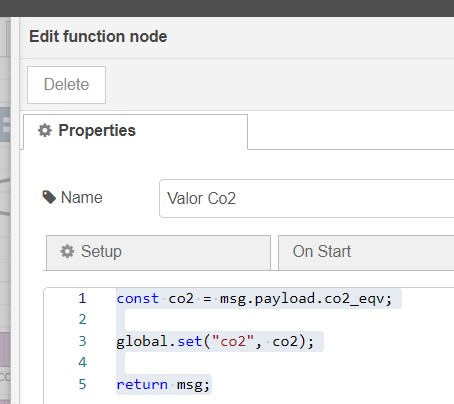 Edit function node
Delete
Properties
Name
Valor Co2
Setup
On Start
1 const co2 = msg.payload.co2_eqv;
2
3 global.set("co2", co2);
4
5 return msg;